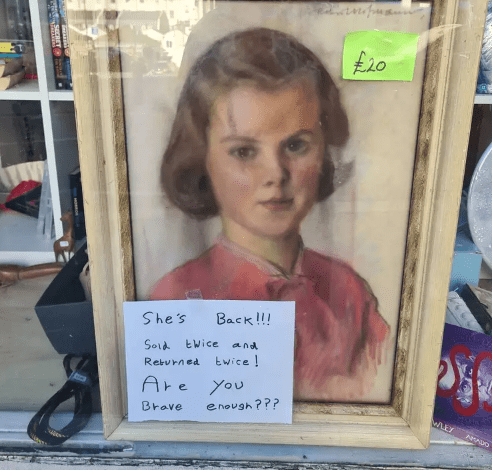 £20
She's Back!!!
Sold twice and
Returned twice!
Are you
Brave enough???